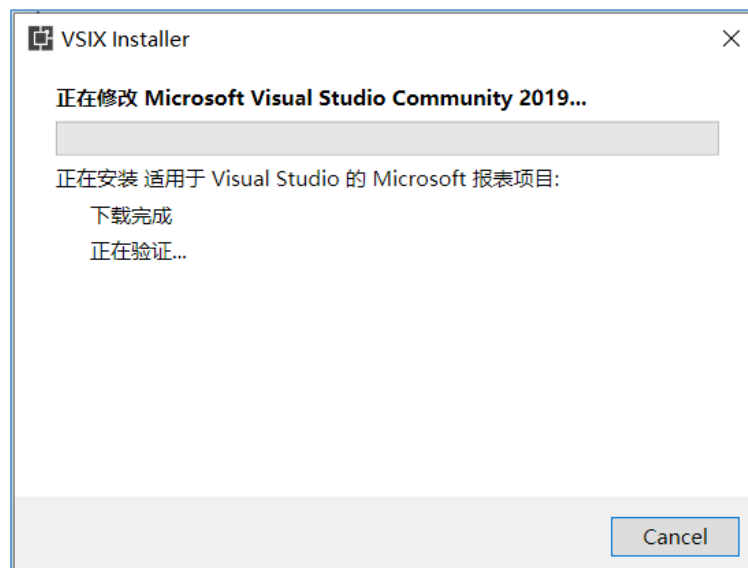 VSIX Installer
正在修改 Microsoft Visual Studio Community 2019...
正在安装 适用于 Visual Studio 的 Microsoft 报表项目:
下载完成
正在验证...
Cancel